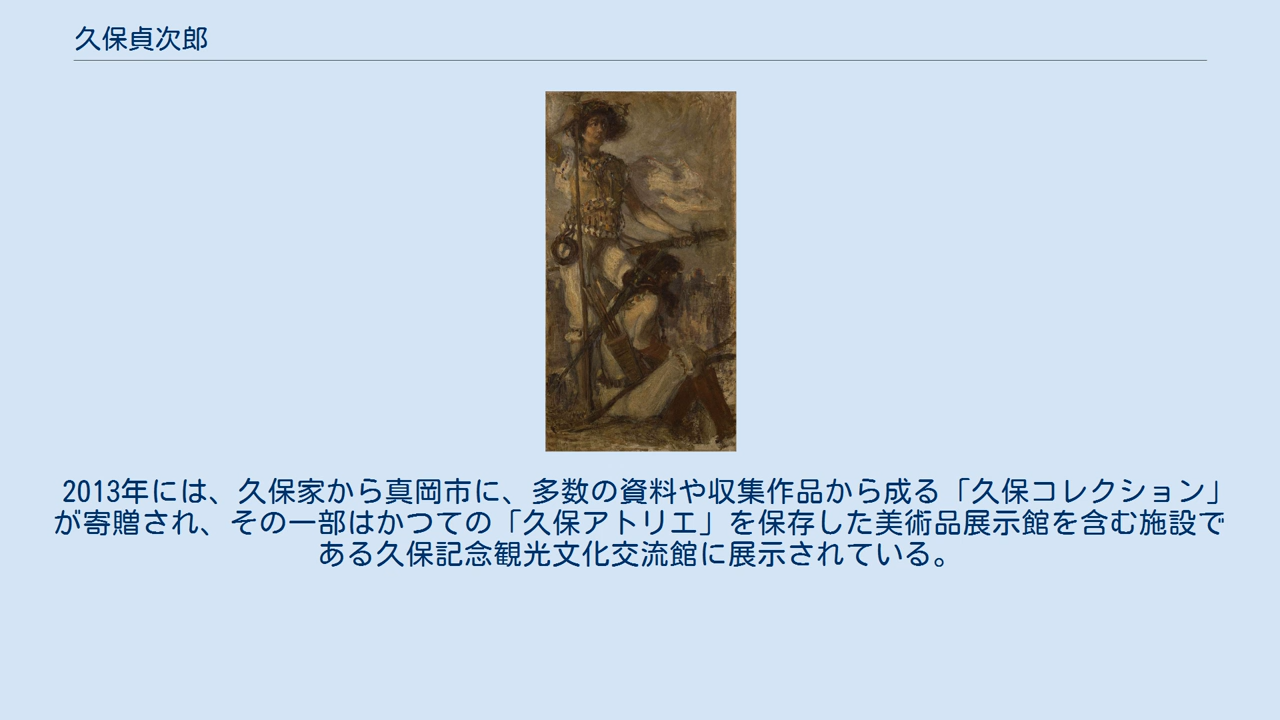 久保貞次郎
2013年には、久保家から真岡市に、多数の資料や収集作品から成る「久保コレクション」
が寄贈され、その一部はかつての「久保アトリエ」を保存した美術品展示館を含む施設で
ある久保記念観光文化交流館に展示されている。